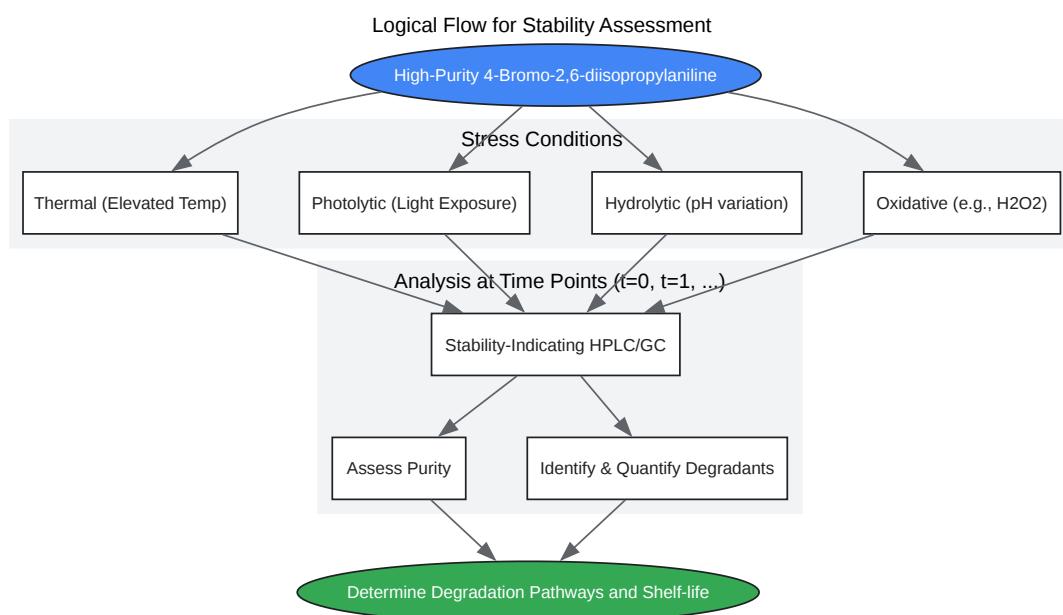 Logical Flow for Stability Assessment
High-Purity 4-Bromo-2,6-diisopropylaniline
Stress Conditions
Thermal (Elevated Temp)
Photolytic (Light Exposure)
Hydrolytic (pH variation)
Oxidative (e.g., H2O2)
Analysis at Time Points (t=0, t=1, ...)
Stability-Indicating HPLC/GC
Assess Purity
Identify & Quantify Degradants
Determine Degradation Pathways and Shelf-life